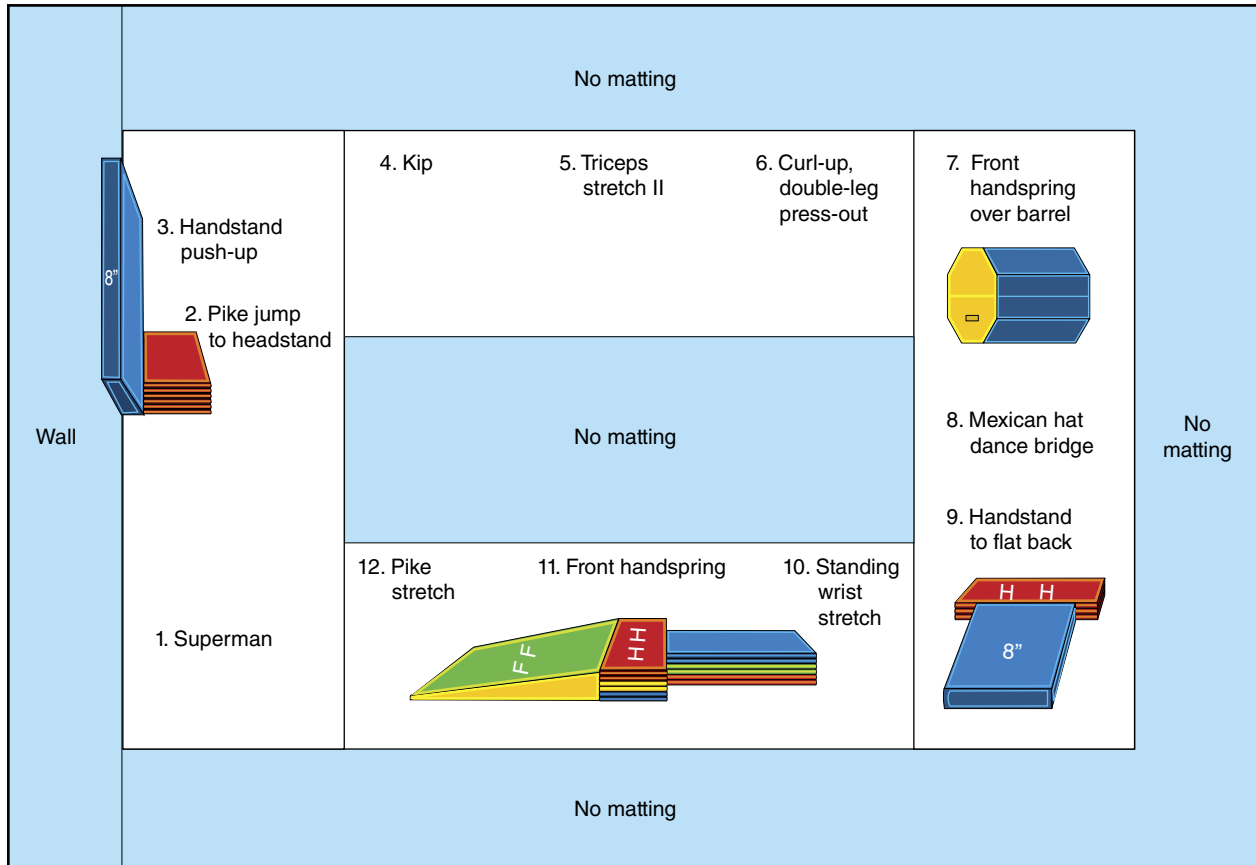 No matting
4. Kip
5. Triceps
stretch II
6. Curl-up,
double-leg
press-out
7. Front
handspring
over barrel
3. Handstand
push-up
8”
2. Pike jump
to headstand
Wall
No matting
8. Mexican hat
dance bridge
No
matting
9. Handstand
to flat back
H H
8”
12. Pike
stretch
11. Front handspring
10. Standing
wrist
stretch
F F
H H
1. Superman
No matting